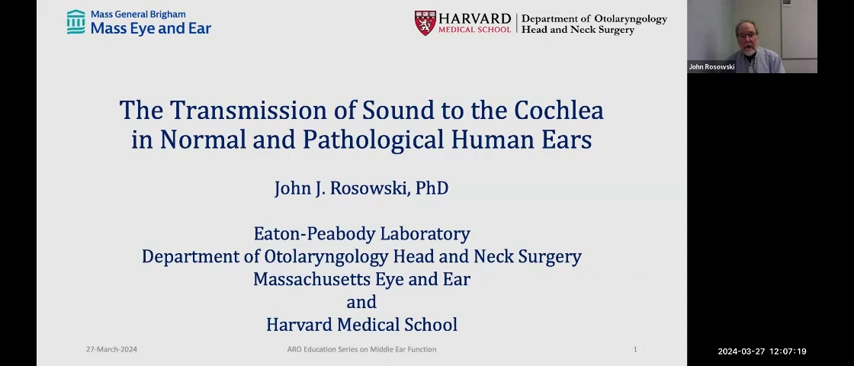 Mass General Brigham
Mass Eye and Ear
HARVARD
MEDICAL SCHOOL
Department of Otolaryngology
Head and Neck Surgery
John Rosowski
The Transmission of Sound to the Cochlea
in Normal and Pathological Human Ears
John J. Rosowski, PhD
Eaton-Peabody Laboratory
Department of Otolaryngology Head and Neck Surgery
Massachusetts Eye and Ear
and
Harvard Medical School
27-March-2024
ARO Education Series on Middle Ear Function
1
2024-03-27 12:07:19